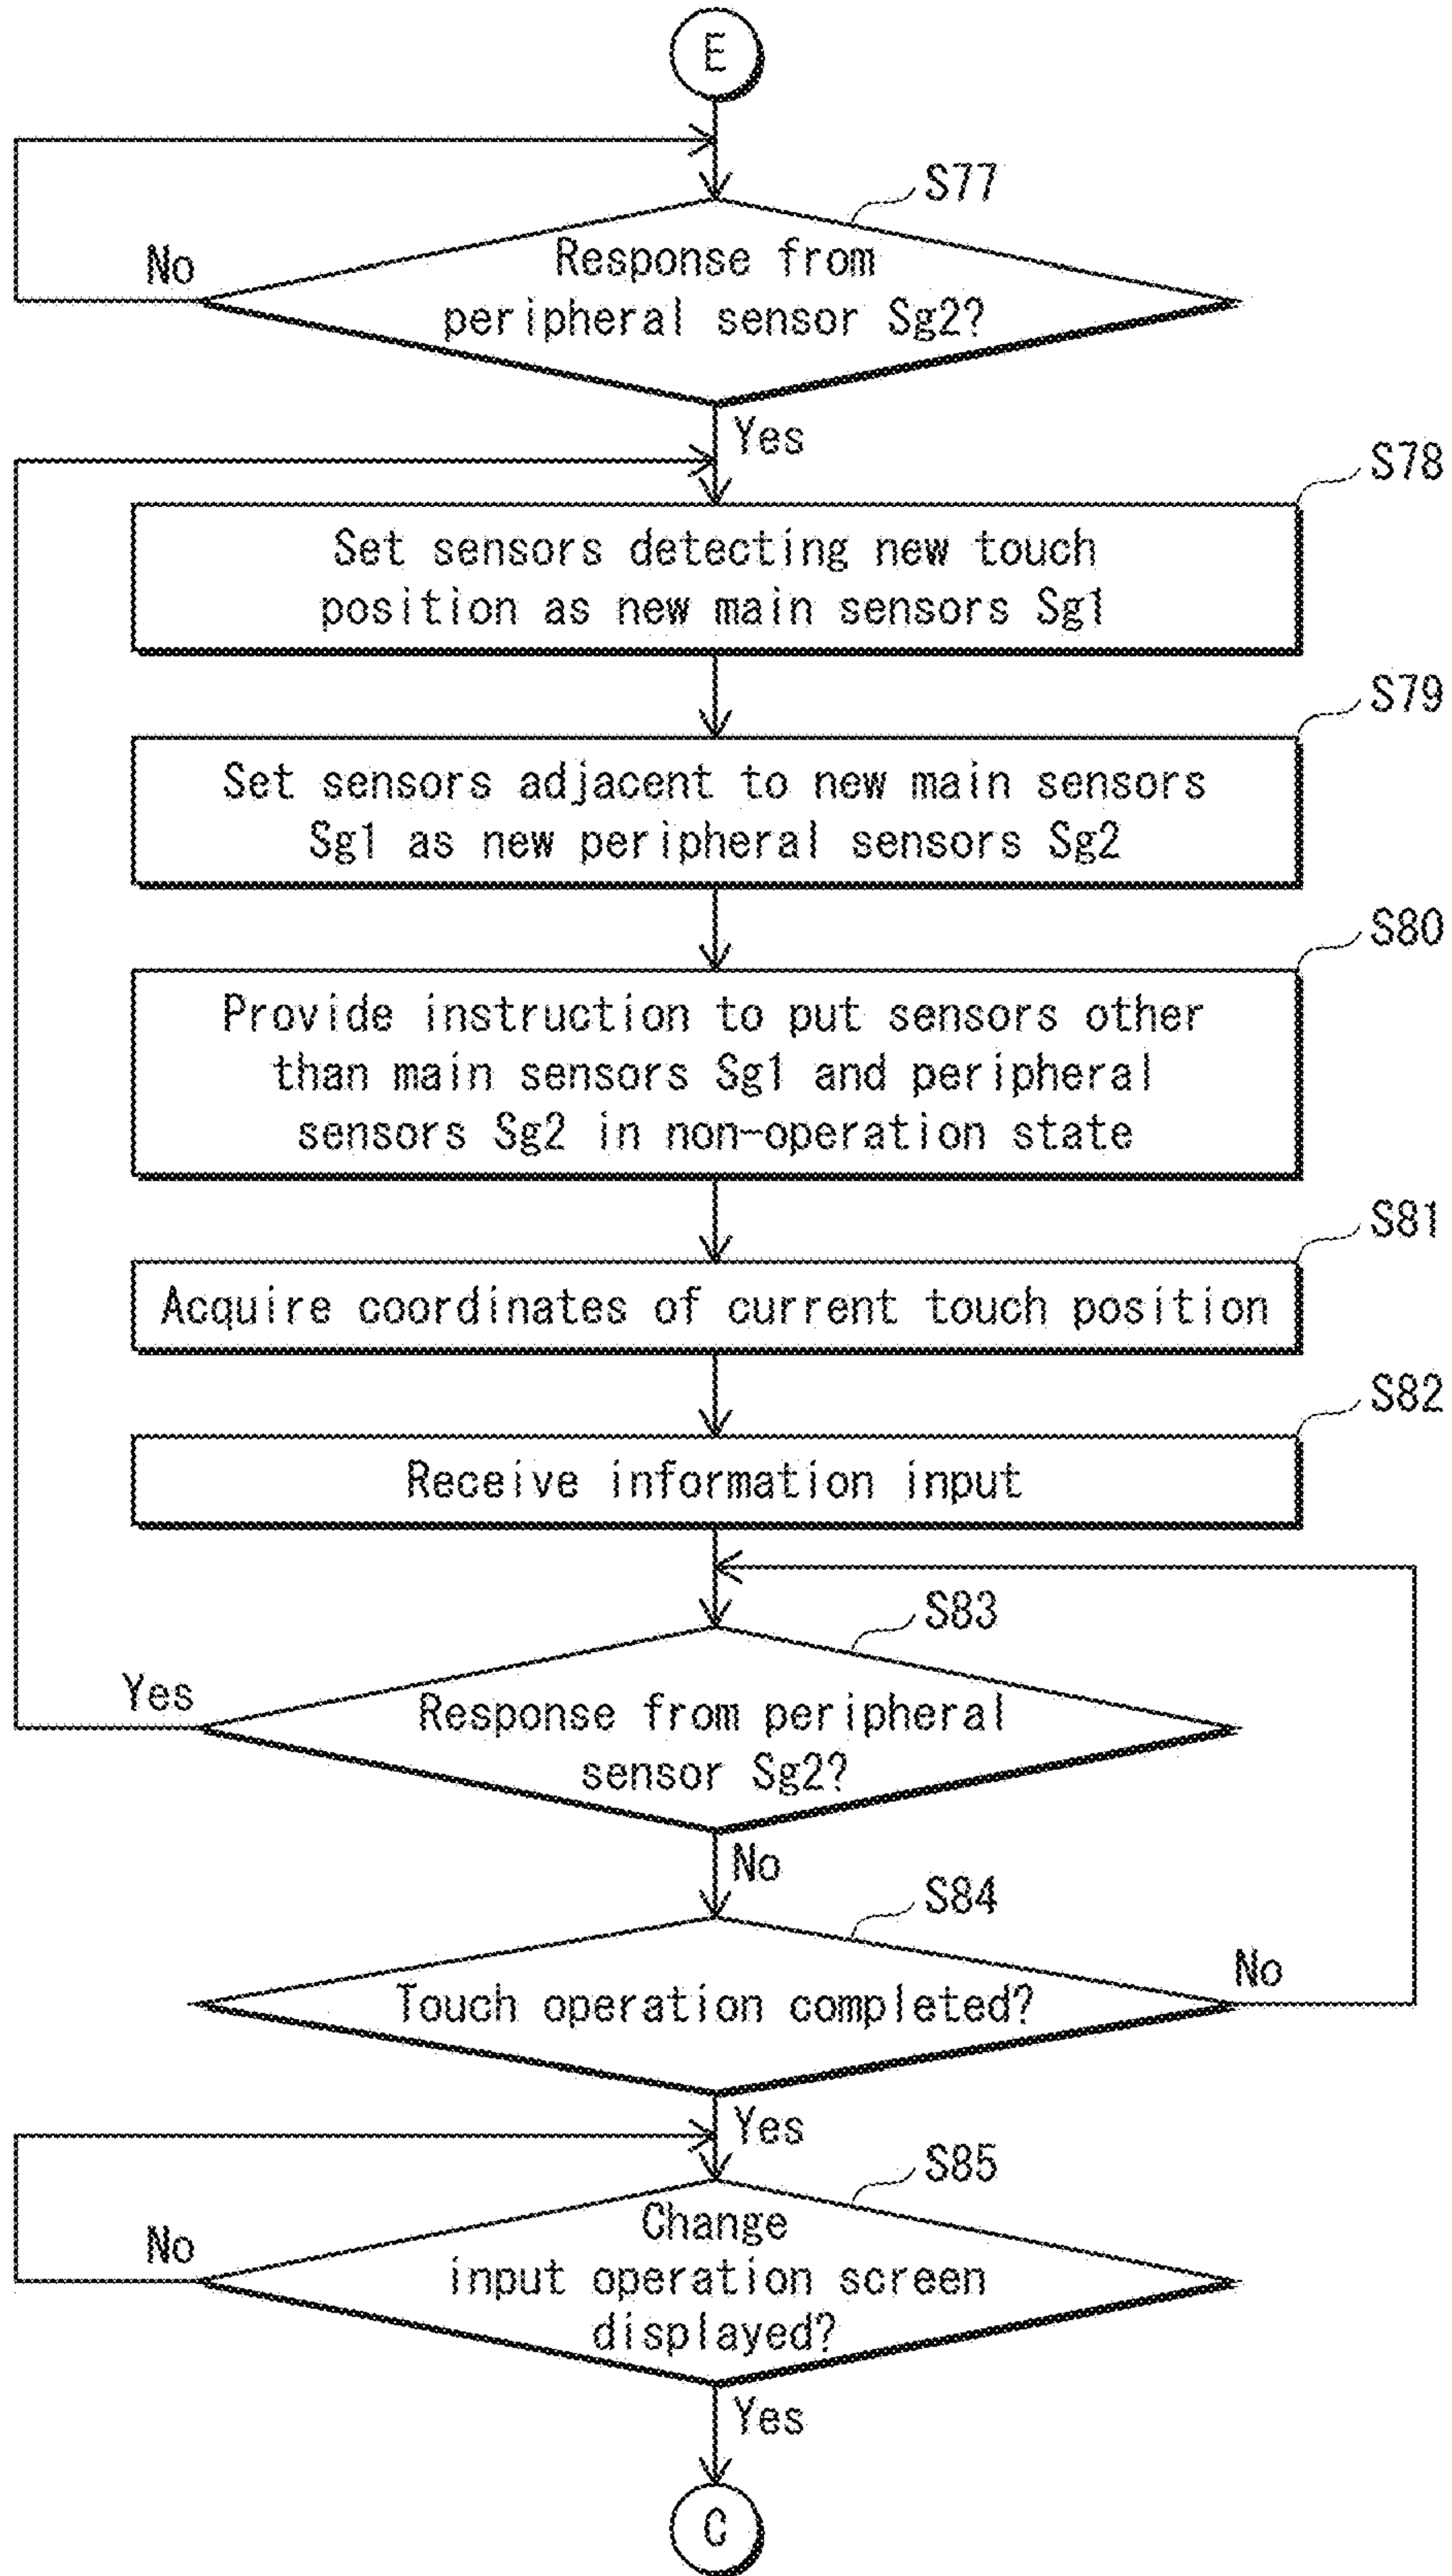 E
S77
No
Response from
peripheral sensor Sg2?
Yes
S78
Set sensors detecting new touch
position as new main sensors Sg1
S79
Set sensors adjacent to new main sensors
Sg1 as new peripheral sensors Sg2
S80
Provide instruction to put sensors other
than main sensors Sg1 and peripheral
sensors Sg2 in non-operation state
S81
Acquire coordinates of current touch position
S82
Receive information input
S83
Yes
Response from peripheral
sensor Sg2?
No
S84
No
Touch operation completed?
Yes
S85
No
Change
input operation screen
displayed?
Yes
C